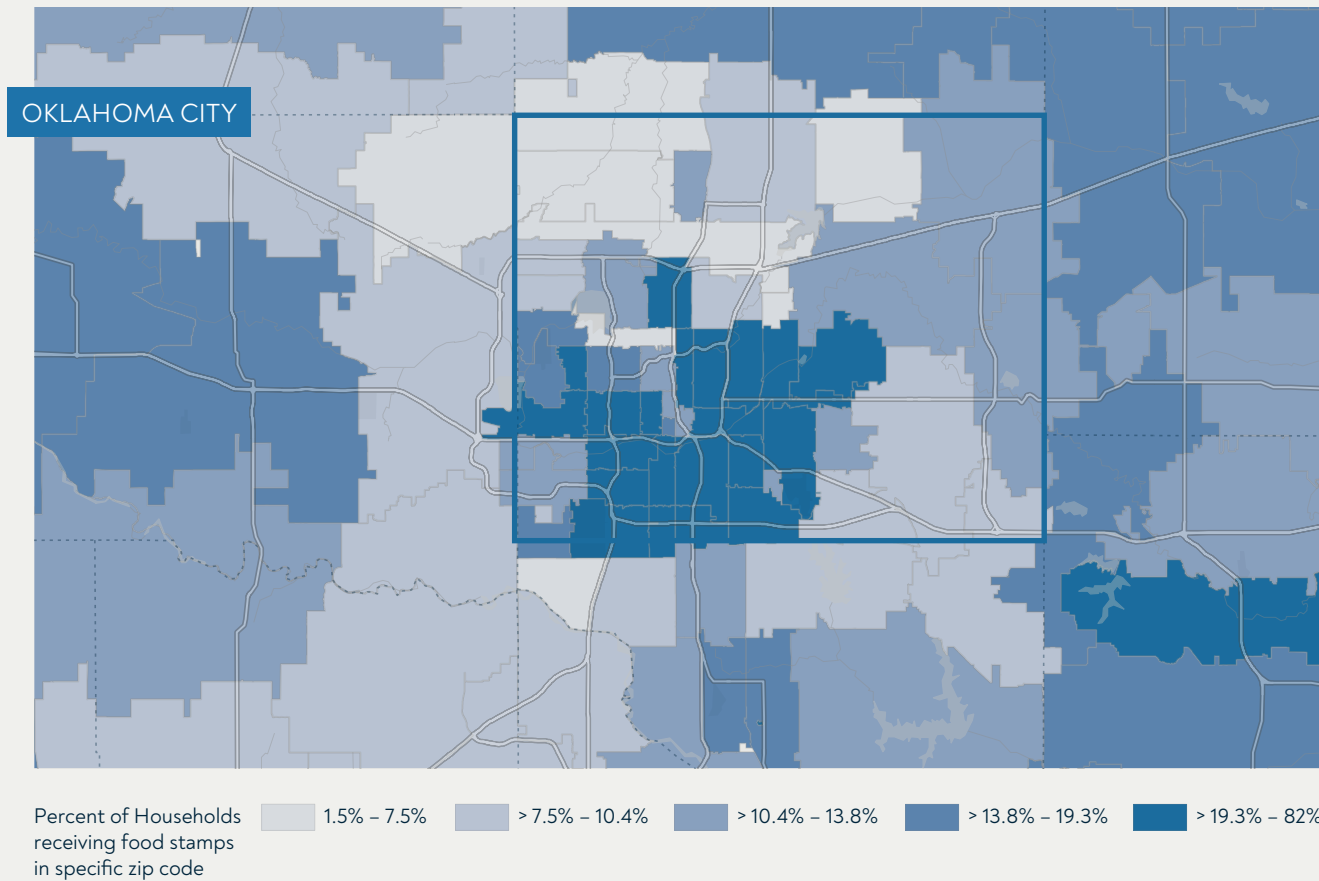 OKLAHOMA CITY
Percent of Households
receiving food stamps
in specific zip code
1.5% – 7.5%
> 7.5% – 10.4%
> 10.4% – 13.8%
> 13.8% – 19.3%
> 19.3% – 82%